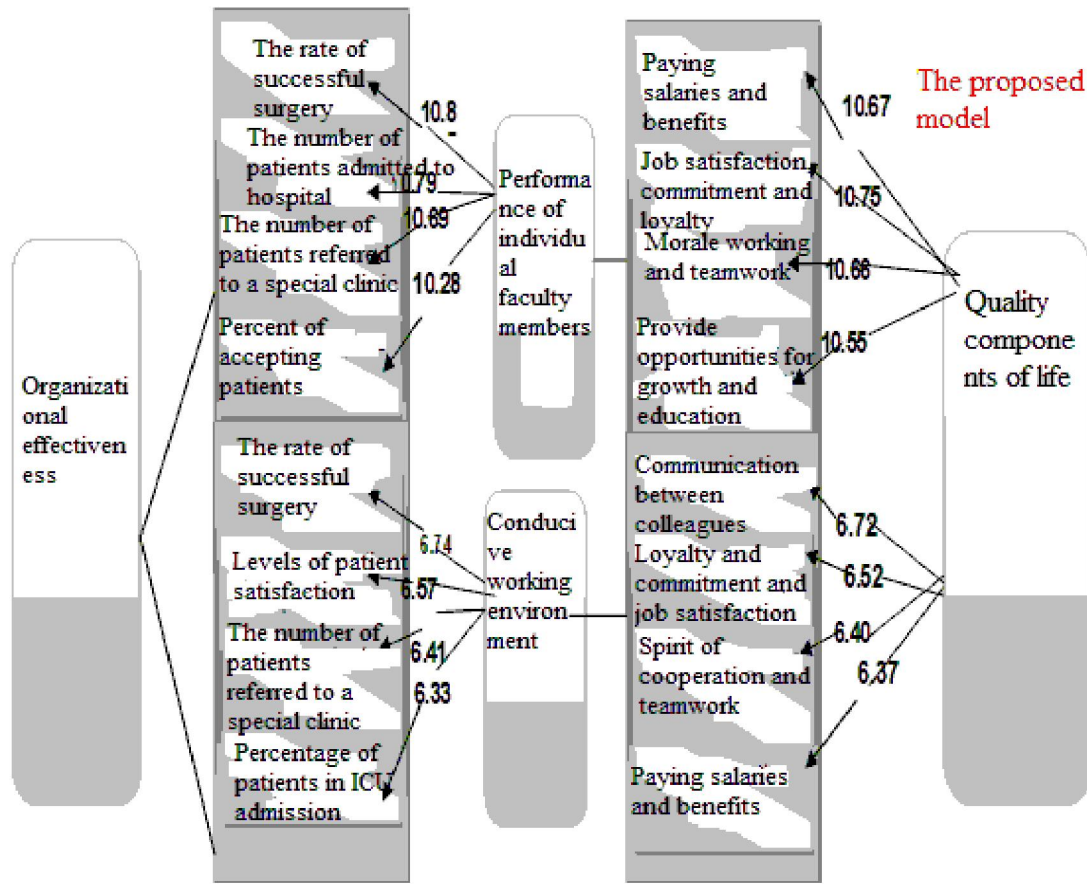 The rate of
successful
surgery
10.8
-
The number of
patients admitted to
hospital
0.79
The number of
patients referred
to a special clinic
10.69
10.28
Percent of
accepting
patients
-
Organizati
onal
effectiven
ess
The rate of
successful
surgery
6.74
Levels of patient
satisfaction
6.57
The number of
patients
referred to a
special clinic
6.41
6.33
Percentage of
patients in ICU
admission
Performa
nce of
individu
al
faculty
members
Conduc
ive
working
environ
ment
Paying
salaries and
benefits
10.67
Job satisfaction
commitment and
loyalty
10.75
Morale working
and teamwork
10.66
Provide
opportunities for
growth and
education
10.55
Communication
between
colleagues
6.72
Loyalty and
commitment and
job satisfaction
6.52
Spirit of
cooperation and
teamwork
6.40
6.37
Paying salaries
and benefits
The proposed
model
Quality
compone
nts of life